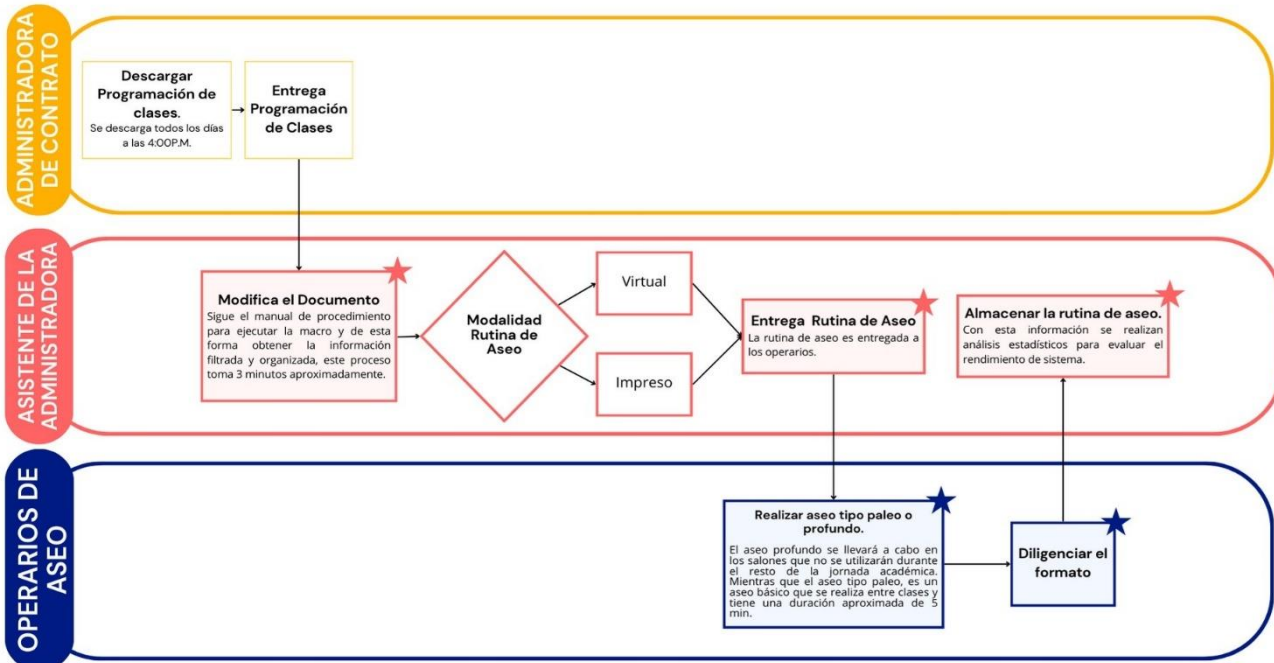 ADMINISTRADORA
DE CONTRATO
Descargar
Programación de
clases.
Se descarga todos los días
a las 4:00P.M.
Entrega
Programación
de Clases
ASISTENTE DE LA
ADMINISTRADORA
Modifica el Documento
Sigue el manual de procedimiento
para ejecutar la macro y de esta
forma obtener la información
filtrada y organizada, este proceso
toma 3 minutos aproximadamente.
Modalidad
Rutina de
Aseo
Virtual
Impreso
Entrega Rutina de Aseo
La rutina de aseo es entregada a
los operarios.
Almacenar la rutina de aseo.
Con esta información se realizan
análisis estadísticos para evaluar el
rendimiento de sistema.
OPERARIOS DE
ASEO
Realizar aseo tipo paleo o
profundo.
El aseo profundo se llevará a cabo en
los salones que no se utilizarán durante
el resto de la jornada académica.
Mientras que el aseo tipo paleo, es un
aseo básico que se realiza entre clases y
tiene una duración aproximada de 5
min.
Diligenciar el
formato